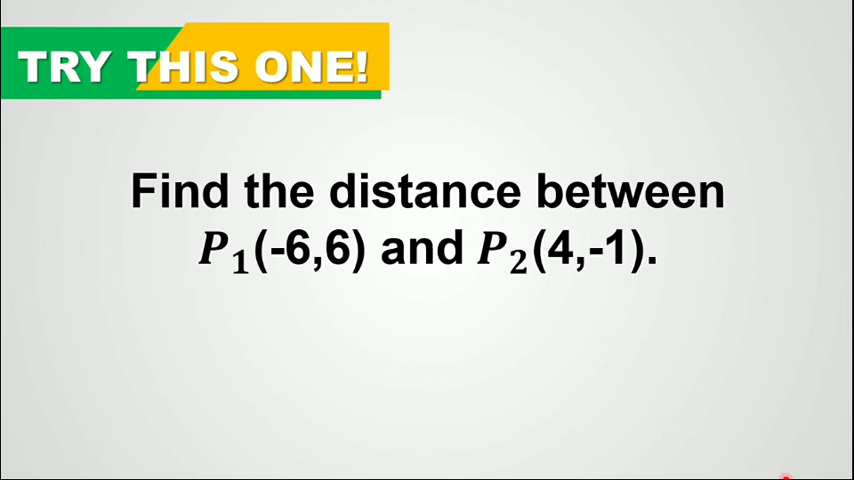 TRY THIS ONE!
Find the distance between
P₁(-6,6) and P₂(4,-1).